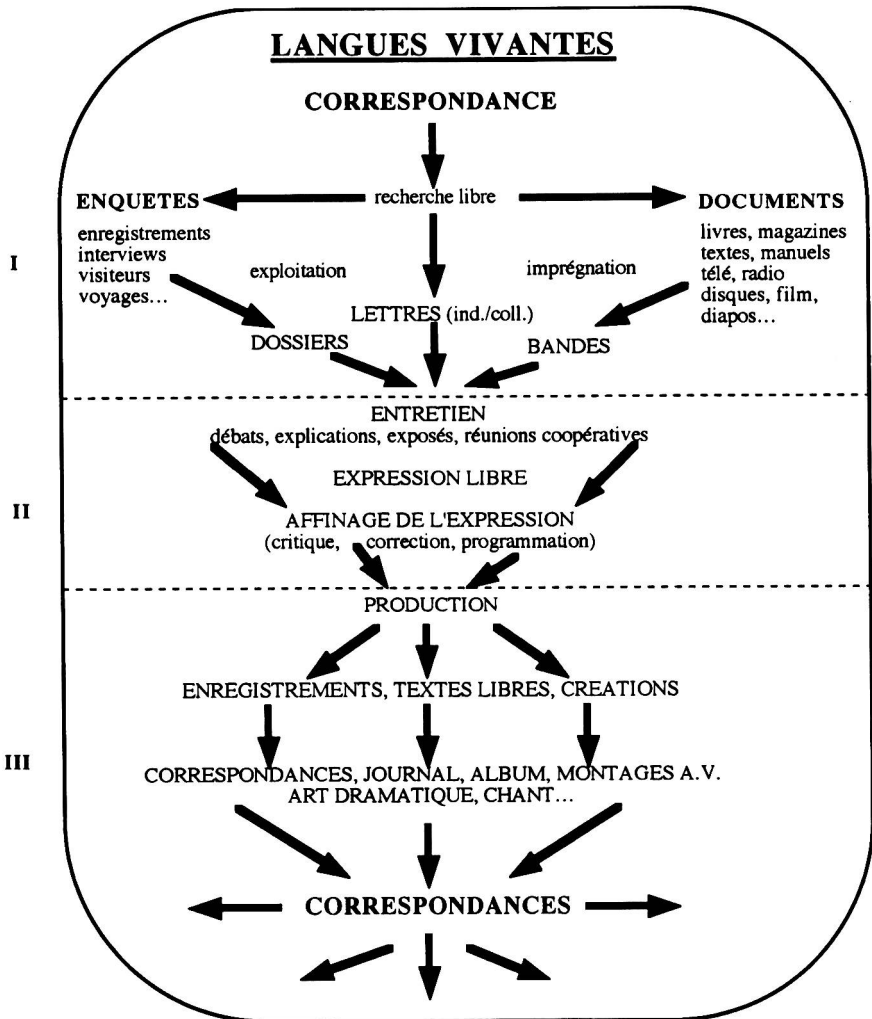 LANGUES VIVANTES
CORRESPONDANCE
ENQUETES
recherche libre
DOCUMENTS
enregistrements
interviews
visiteurs
voyages...
livres, magazines
textes, manuels
télé, radio
disques, film,
diapos...
I
exploitation
imprégnation
LETTRES (ind./coll.)
DOSSIERS
BANDES
ENTRETIEN
débats, explications, exposés, réunions coopératives
EXPRESSION LIBRE
II
AFFINAGE DE L'EXPRESSION
(critique, correction, programmation)
PRODUCTION
ENREGISTREMENTS, TEXTES LIBRES, CREATIONS
III
CORRESPONDANCES, JOURNAL, ALBUM, MONTAGES A.V.
ART DRAMATIQUE, CHANT...
CORRESPONDANCES